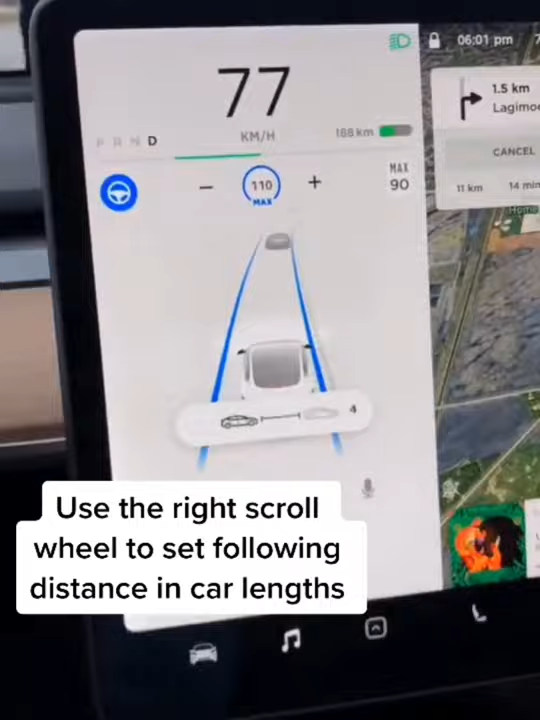 06:01 pm
7
77
KM/H
P R N D
188 km
1.5 km
CANCEL
11 km 14 min
110
MAX
MAX
90
4
Use the right scroll
wheel to set following
distance in car lengths